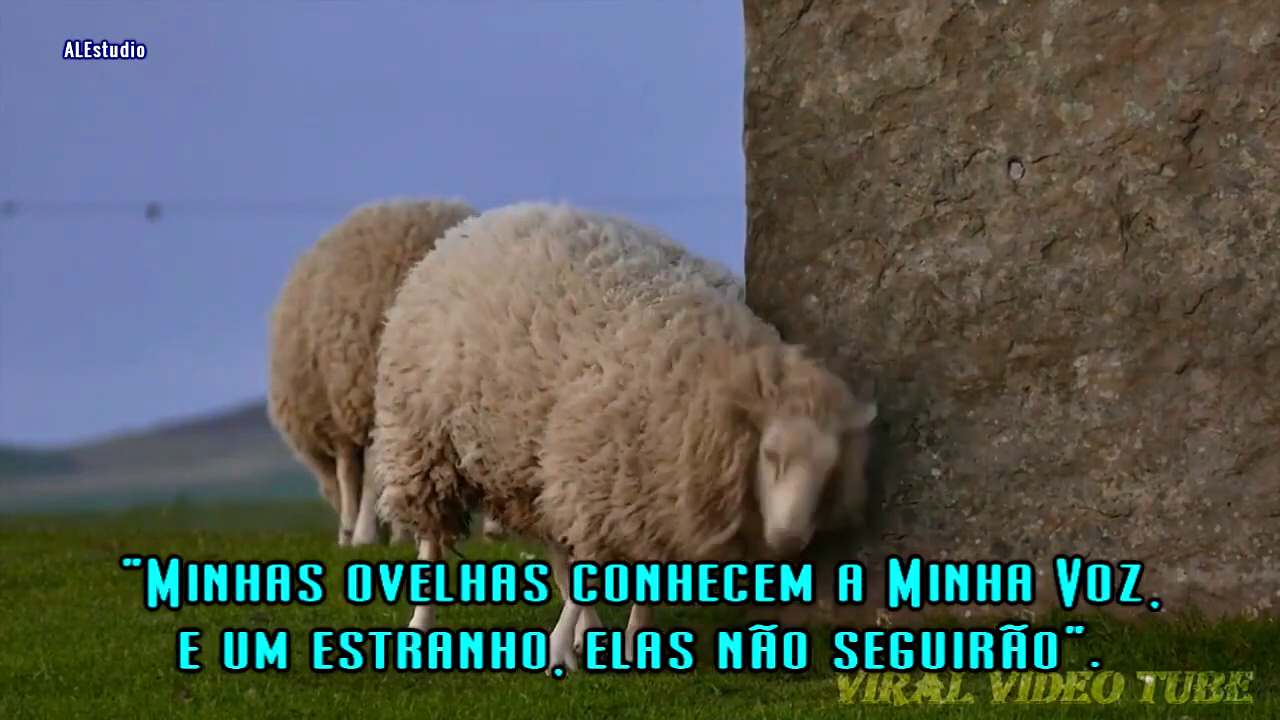 ALEstudio
"Minhas ovelhas conhecem a Minha Voz,
e um estranho, elas não seguirão".
VIRAL VIDEO TUBE